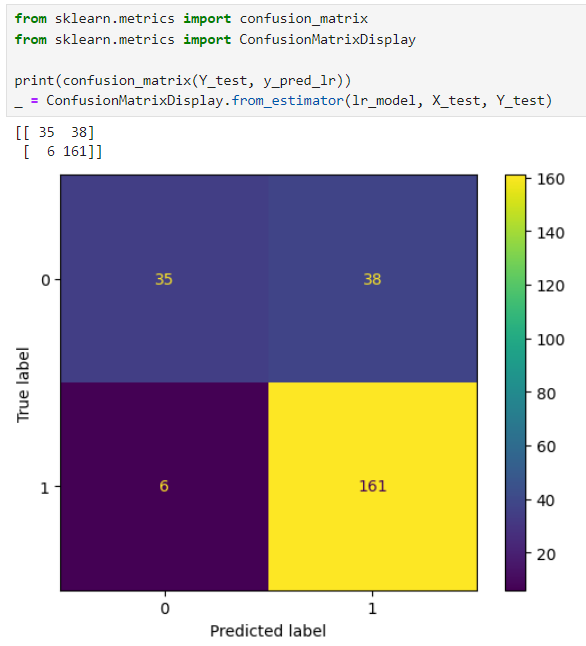 from sklearn.metrics import confusion_matrix
from sklearn.metrics import ConfusionMatrixDisplay
print(confusion_matrix(Y_test, y_pred_lr))
_ = ConfusionMatrixDisplay.from_estimator(lr_model, X_test, Y_test)
[[ 35  38]
 [  6 161]]
160
140
120
100
80
60
40
20
0
35
38
True label
1
6
161
0
1
Predicted label